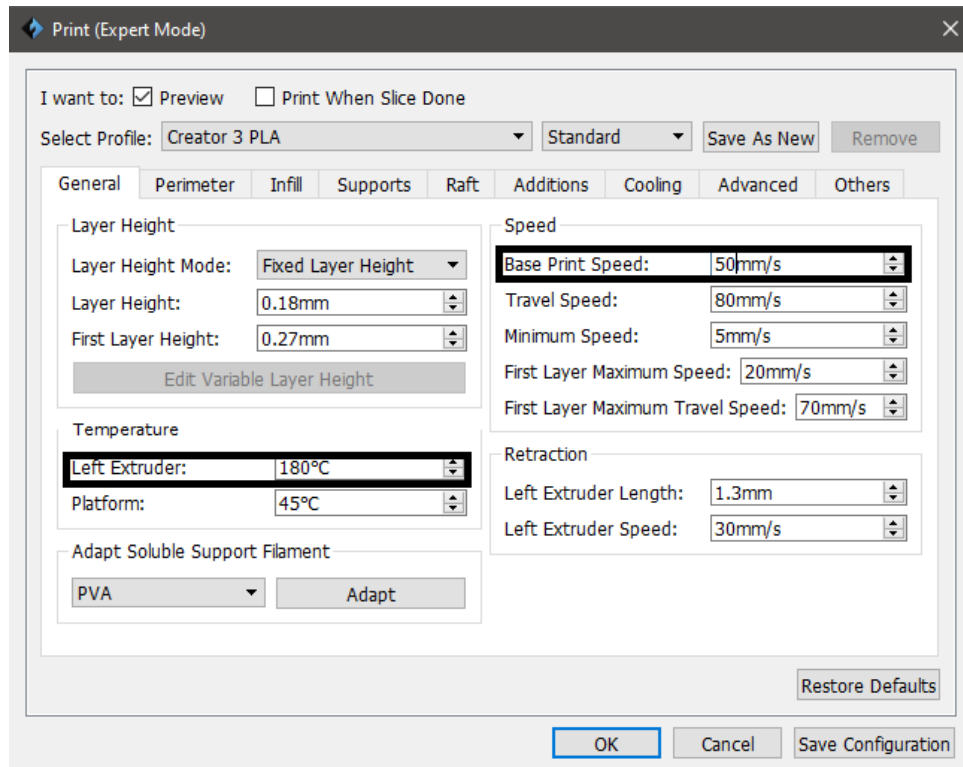 Print (Expert Mode)
I want to: Preview Print When Slice Done
Select Profile: Creator 3 PLA Standard Save As New Remove
General Perimeter Infill Supports Raft Additions Cooling Advanced Others
Layer Height
Layer Height Mode: Fixed Layer Height
Layer Height: 0.18mm
First Layer Height: 0.27mm
Edit Variable Layer Height
Temperature
Left Extruder: 180°C
Platform: 45°C
Adapt Soluble Support Filament
PVA Adapt
Speed
Base Print Speed: 50mm/s
Travel Speed: 80mm/s
Minimum Speed: 5mm/s
First Layer Maximum Speed: 20mm/s
First Layer Maximum Travel Speed: 70mm/s
Retraction
Left Extruder Length: 1.3mm
Left Extruder Speed: 30mm/s
Restore Defaults
OK Cancel Save Configuration